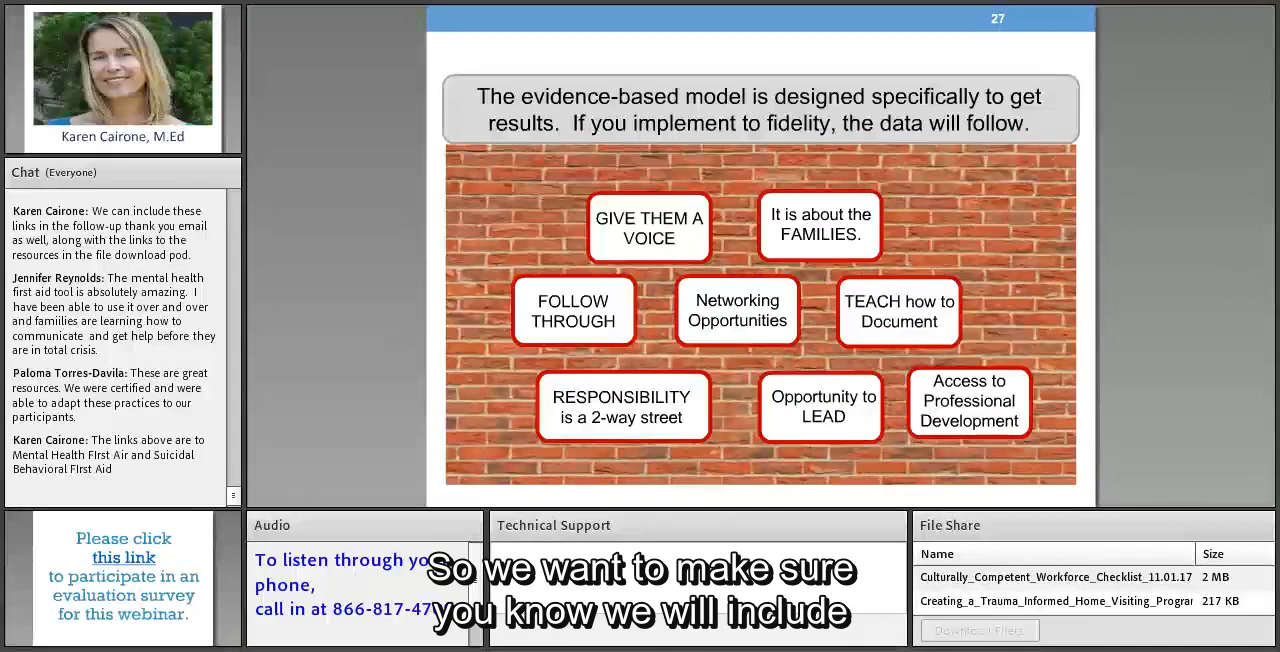 Karen Cairone, M.Ed
Chat (Everyone)
Karen Cairone: We can include these
links in the follow-up thank you email
as well, along with the links to the
resources in the file download pod.
Jennifer Reynolds: The mental health
first aid tool is absolutely amazing. I
have been able to use it over and over
and families are learning how to
communicate and get help before they
are in total crisis.
Paloma Torres-Davila: These are great
resources. We were certified and were
able to adapt these practices to our
participants.
Karen Cairone: The links above are to
Mental Health FIrst Air and Suicidal
Behavioral FIrst Aid
Please click
this link
to participate in an
evaluation survey
for this webinar.
27
The evidence-based model is designed specifically to get
results. If you implement to fidelity, the data will follow.
GIVE THEM A
VOICE
It is about the
FAMILIES.
FOLLOW
THROUGH
Networking
Opportunities
TEACH how to
Document
RESPONSIBILITY
is a 2-way street
Opportunity to
LEAD
Access to
Professional
Development
Audio
To listen through
phone,
call in at 866-817-47
Technical Support
So we want to make sure
you know we will include
File Share
Name Size
Culturally_Competent_Workforce_Checklist_11.01.17 2 MB
Creating_a_Trauma_Informed_Home_Visiting_Prograr 217 KB
Download File(s)